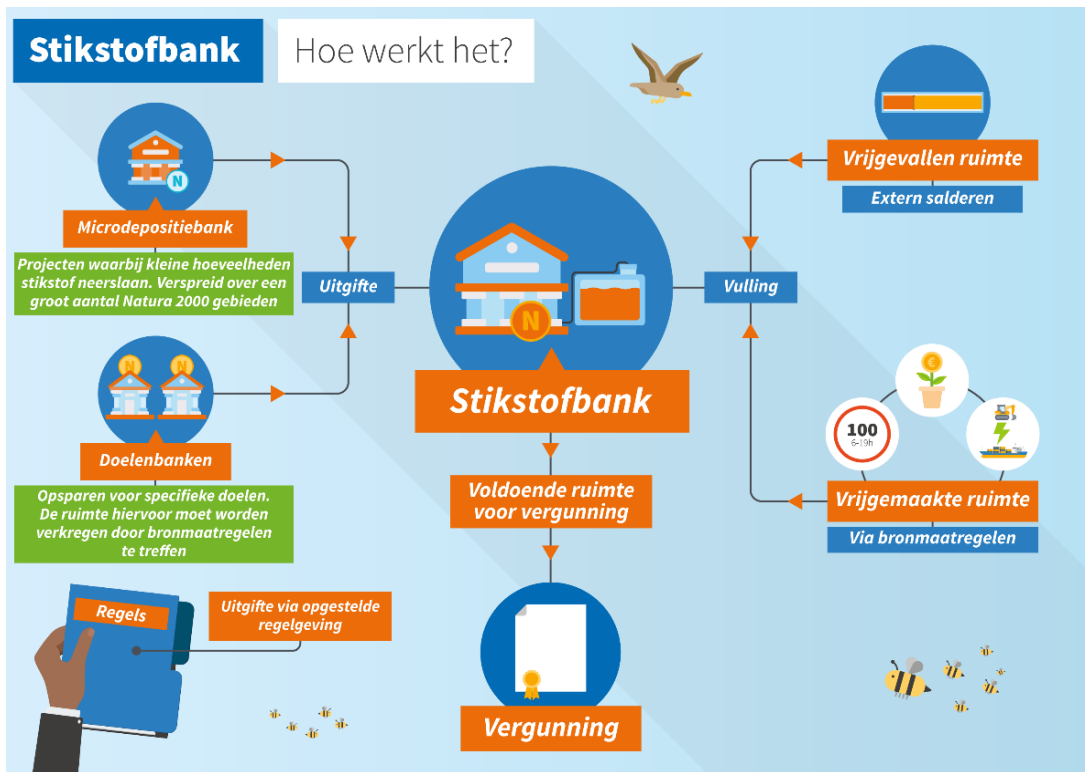 Stikstofbank
Hoe werkt het?
N
Microdepositiebank
Projecten waarbij kleine hoeveelheden
stikstof neerslaan. Verspreid over een
groot aantal Natura 2000 gebieden
Uitgifte
N
N
Doelenbanken
Opsparen voor specifieke doelen.
De ruimte hiervoor moet worden
verkregen door bronmaatregelen
te treffen
Regels
Uitgifte via opgestelde
regelgeving
N
Stikstofbank
Voldoende ruimte
voor vergunning
Vergunning
Vrijgevallen ruimte
Extern salderen
Vulling
€
100
6-19h
Vrijgemaakte ruimte
Via bronmaatregelen